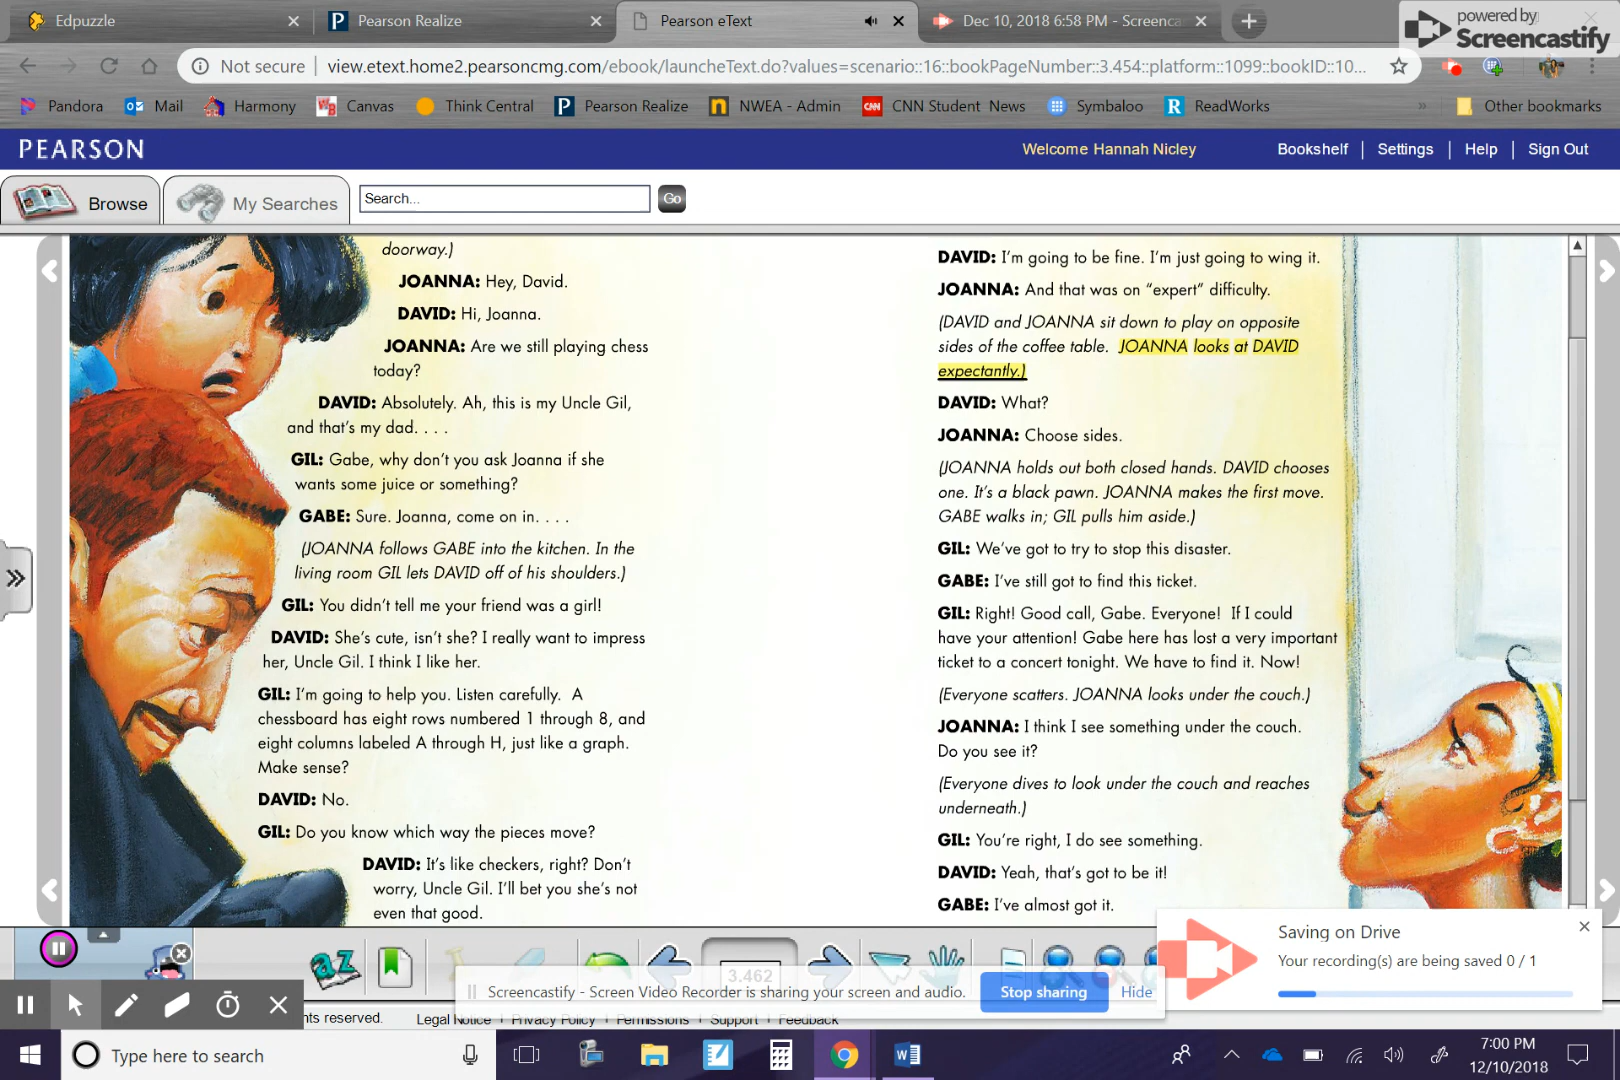 Edpuzzle
Pearson Realize
Pearson eText
Dec 10, 2018 6:58 PM - Screenca
powered by
Screencastify
Not secure | view.etext.home2.pearsoncmg.com/ebook/launcheText.do?values=scenario::16::bookPageNumber::3.454::platform::1099::bookID::10...
Pandora
Mail
Harmony
Canvas
Think Central
Pearson Realize
NWEA - Admin
CNN Student News
Symbaloo
ReadWorks
Other bookmarks
PEARSON
Welcome Hannah Nicley
Bookshelf | Settings | Help | Sign Out
Browse
My Searches
Search...
Go
doorway.)
JOANNA: Hey, David.
DAVID: Hi, Joanna.
JOANNA: Are we still playing chess
today?
DAVID: Absolutely. Ah, this is my Uncle Gil,
and that's my dad. . . .
GIL: Gabe, why don't you ask Joanna if she
wants some juice or something?
GABE: Sure. Joanna, come on in. . . .
(JOANNA follows GABE into the kitchen. In the
living room GIL lets DAVID off of his shoulders.)
GIL: You didn't tell me your friend was a girl!
DAVID: She's cute, isn't she? I really want to impress
her, Uncle Gil. I think I like her.
GIL: I'm going to help you. Listen carefully. A
chessboard has eight rows numbered 1 through 8, and
eight columns labeled A through H, just like a graph.
Make sense?
DAVID: No.
GIL: Do you know which way the pieces move?
DAVID: It's like checkers, right? Don't
worry, Uncle Gil. I'll bet you she's not
even that good.
DAVID: I'm going to be fine. I'm just going to wing it.
JOANNA: And that was on "expert" difficulty.
(DAVID and JOANNA sit down to play on opposite
sides of the coffee table. JOANNA looks at DAVID
expectantly.)
DAVID: What?
JOANNA: Choose sides.
(JOANNA holds out both closed hands. DAVID chooses
one. It's a black pawn. JOANNA makes the first move.
GABE walks in; GIL pulls him aside.)
GIL: We've got to try to stop this disaster.
GABE: I've still got to find this ticket.
GIL: Right! Good call, Gabe. Everyone! If I could
have your attention! Gabe here has lost a very important
ticket to a concert tonight. We have to find it. Now!
(Everyone scatters. JOANNA looks under the couch.)
JOANNA: I think I see something under the couch.
Do you see it?
(Everyone dives to look under the couch and reaches
underneath.)
GIL: You're right, I do see something.
DAVID: Yeah, that's got to be it!
GABE: I've almost got it.
Saving on Drive
Your recording(s) are being saved 0 / 1
3.462
Screencastify - Screen Video Recorder is sharing your screen and audio.
Stop sharing
Hide
nts reserved.
Legal Notice | Privacy Policy | Permissions | Support | Feedback
Type here to search
7:00 PM
12/10/2018